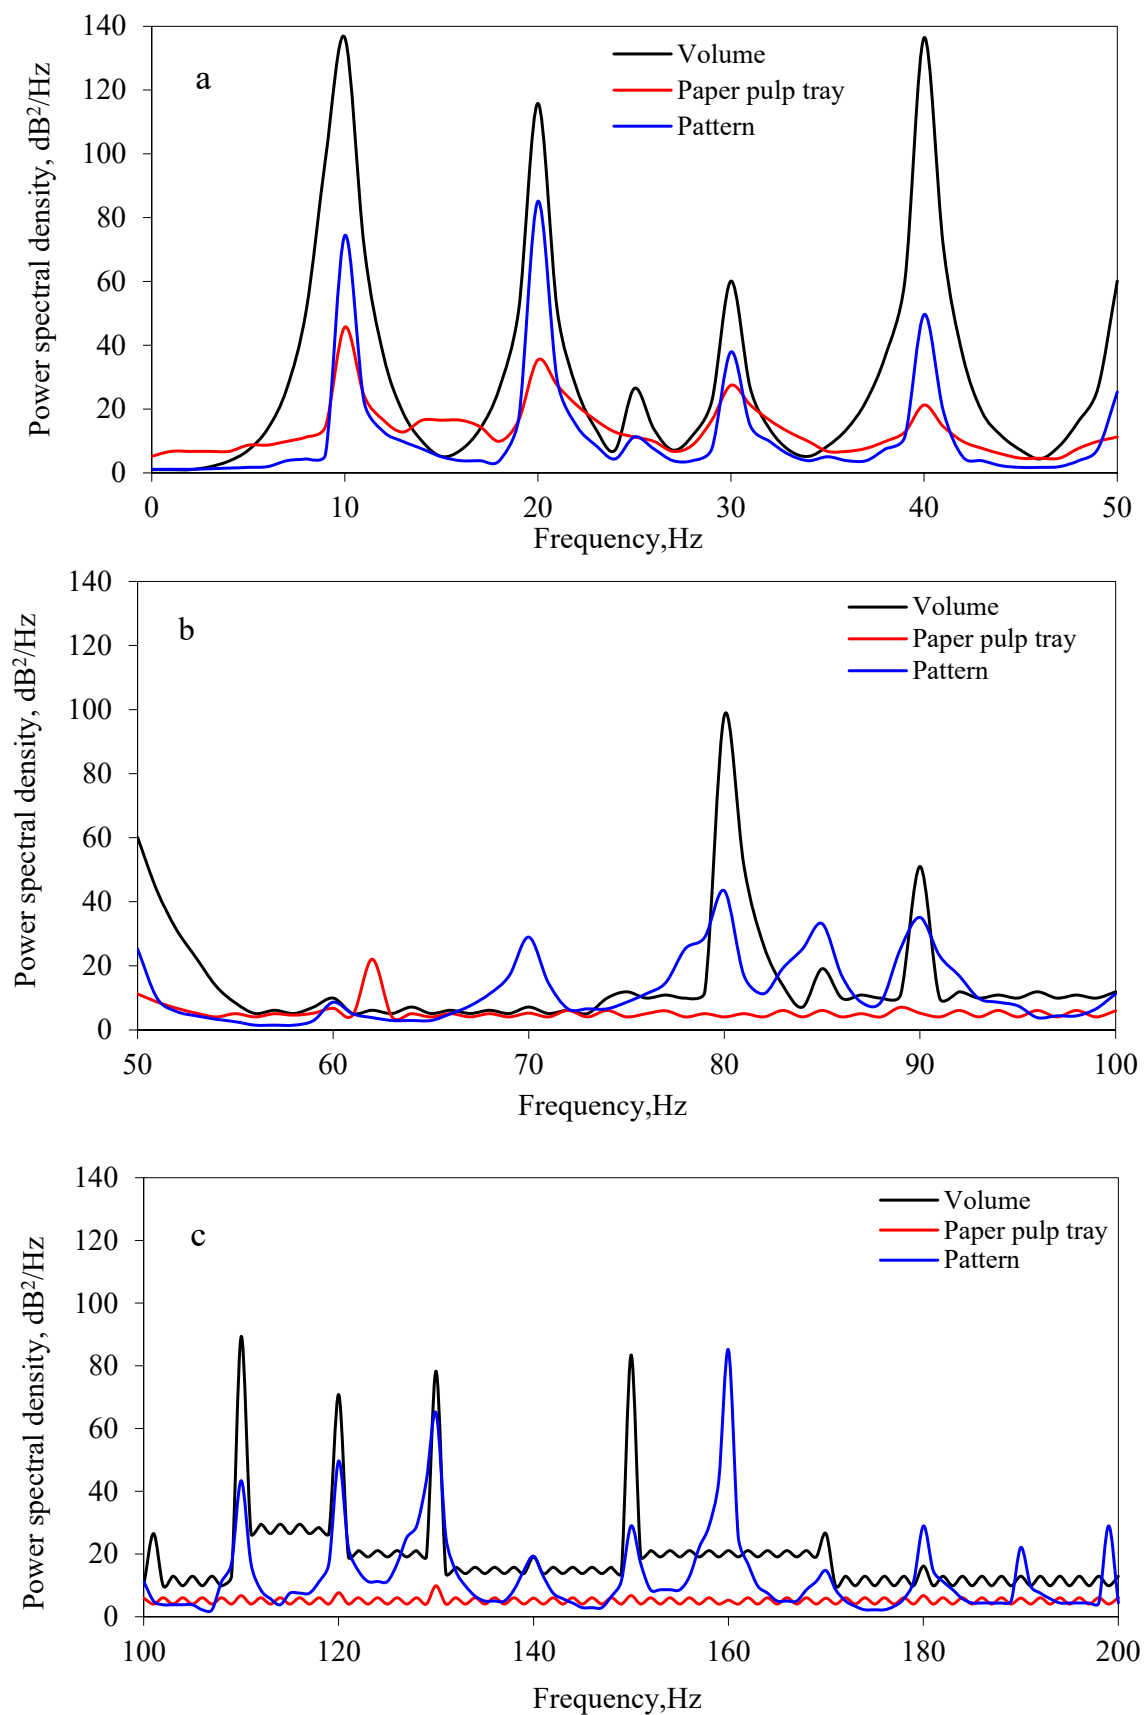 140
120
100
80
60
40
20
0
Power spectral density, dB²/Hz
a
Volume
Paper pulp tray
Pattern
0 10 20 30 40 50
Frequency,Hz
140
120
100
80
60
40
20
0
Power spectral density, dB²/Hz
b
Volume
Paper pulp tray
Pattern
50 60 70 80 90 100
Frequency,Hz
140
120
100
80
60
40
20
0
Power spectral density, dB²/Hz
c
Volume
Paper pulp tray
Pattern
100 120 140 160 180 200
Frequency,Hz